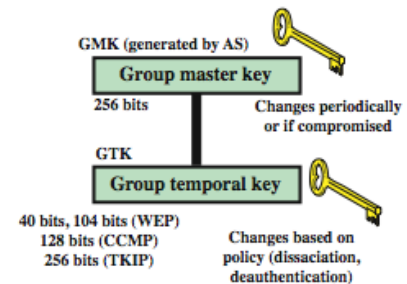 GMK (generated by AS)
Group master key
256 bits
Changes periodically
or if compromised
GTK
Group temporal key
40 bits, 104 bits (WEP)
128 bits (CCMP)
256 bits (TKIP)
Changes based on
policy (dissaciation,
deauthentication)